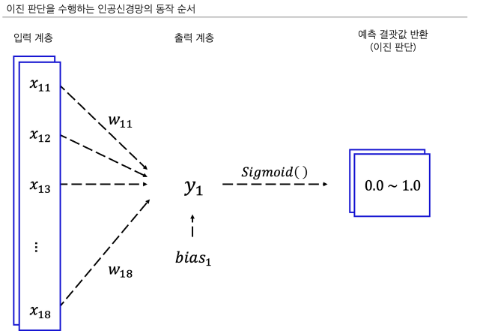 이진 판단을 수행하는 인공신경망의 동작 순서
입력 계층
출력 계층
예측 결괏값 반환
(이진 판단)
x11
w11
x12
x13
y1
Sigmoid()
0.0 ~ 1.0
...
bias1
w18
x18